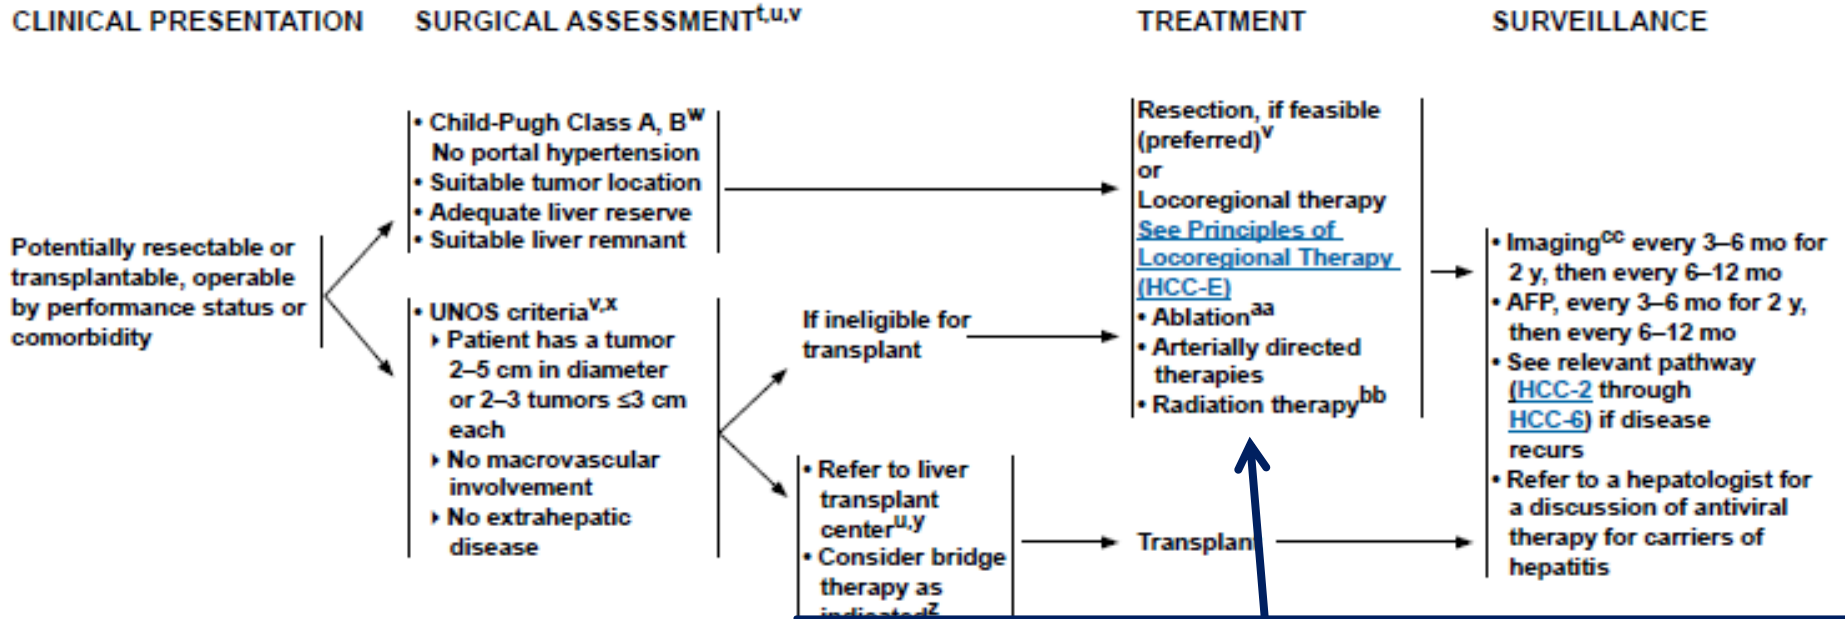 CLINICAL PRESENTATION
SURGICAL ASSESSMENTt,u,v
TREATMENT
SURVEILLANCE
Potentially resectable or
transplantable, operable
by performance status or
comorbidity
• Child-Pugh Class A, Bw
No portal hypertension
• Suitable tumor location
• Adequate liver reserve
• Suitable liver remnant
• UNOS criteriav,x
‣ Patient has a tumor
2–5 cm in diameter
or 2–3 tumors ≤3 cm
each
‣ No macrovascular
involvement
‣ No extrahepatic
disease
If ineligible for
transplant
• Refer to liver
transplant
centeru,y
• Consider bridge
therapy as
indicatedz
Resection, if feasible
(preferred)v
or
Locoregional therapy
See Principles of
Locoregional Therapy
(HCC-E)
• Ablationaa
• Arterially directed
therapies
• Radiation therapybb
Transplant
• Imagingcc every 3–6 mo for
2 y, then every 6–12 mo
• AFP, every 3–6 mo for 2 y,
then every 6–12 mo
• See relevant pathway
(HCC-2 through
HCC-6) if disease
recurs
• Refer to a hepatologist for
a discussion of antiviral
therapy for carriers of
hepatitis